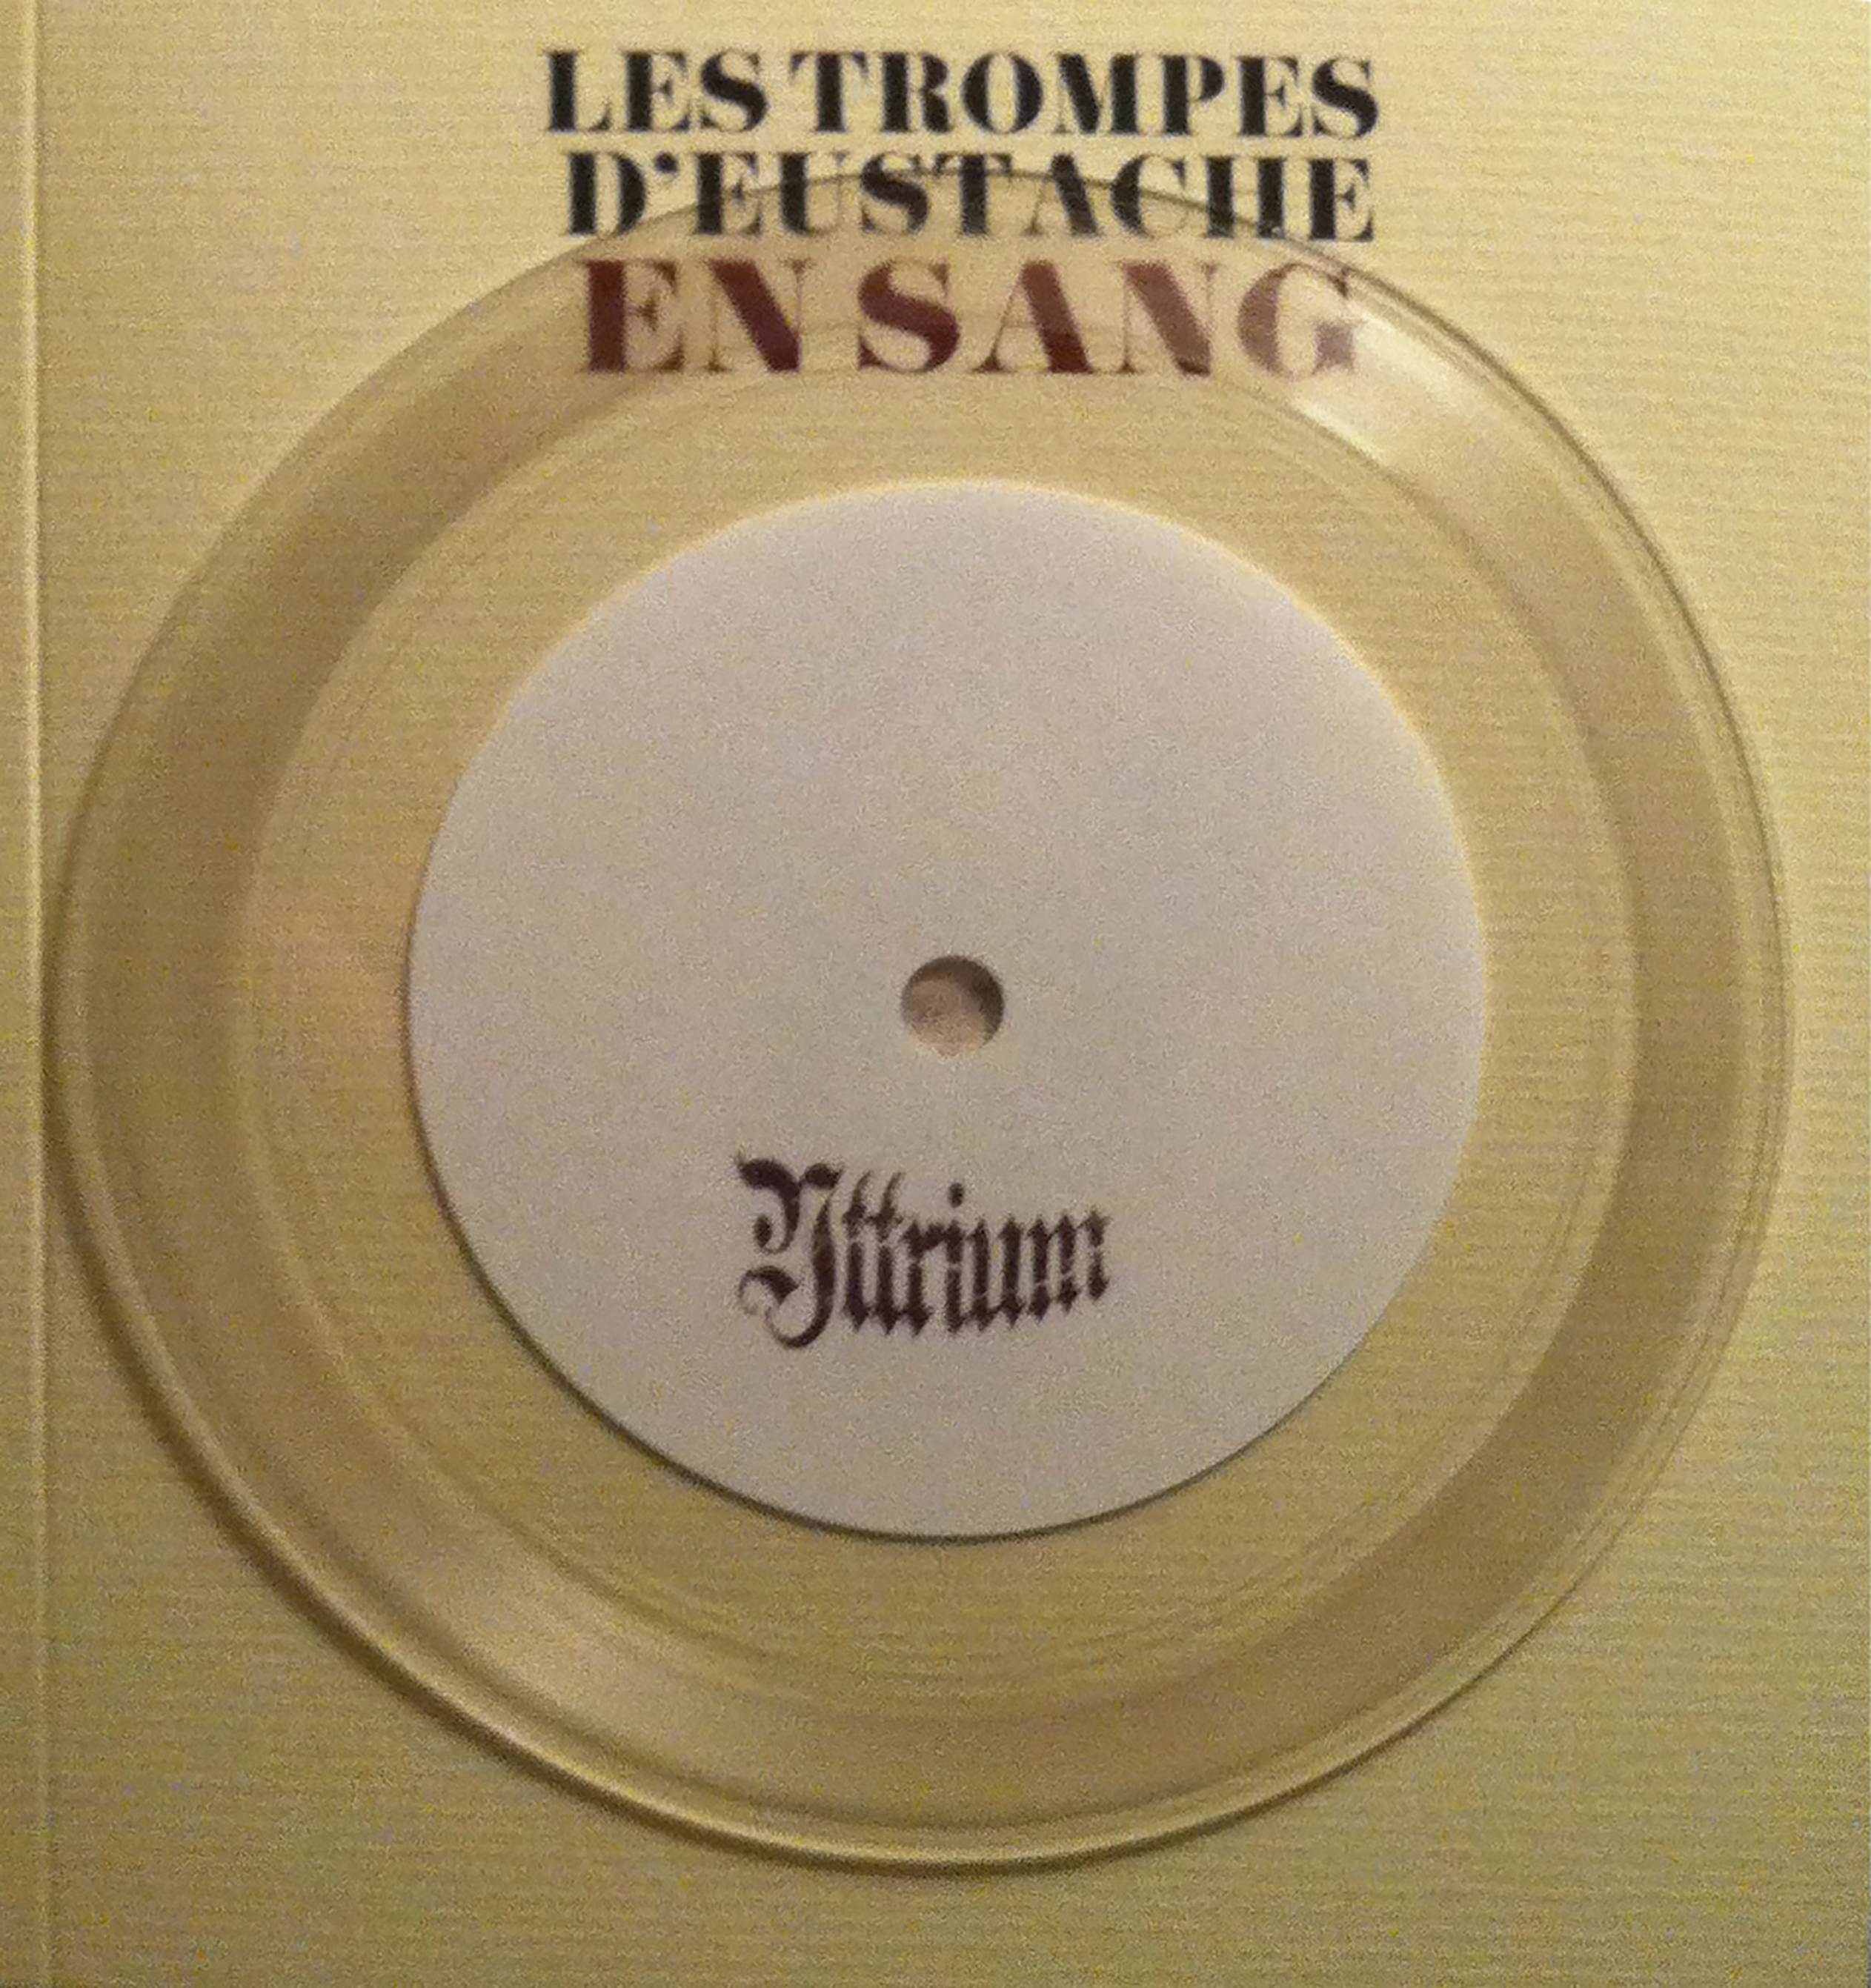 LES TROMPES
D'EUSTACHE
EN SANG
Yttrium